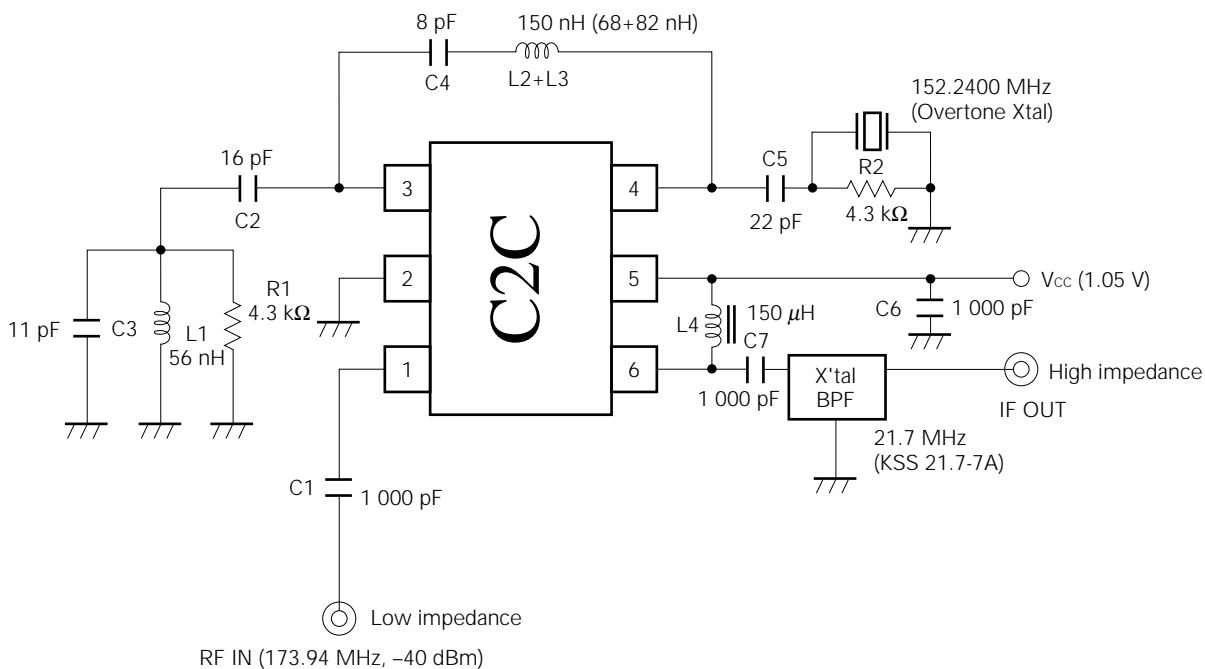 8 pF
150 nH (68+82 nH)
C4
L2+L3
152.2400 MHz
(Overtone Xtal)
16 pF
C2
3
4
C5
22 pF
R2
4.3 kΩ
C2C
2
5
Vcc (1.05 V)
11 pF
C3
L1
56 nH
R1
4.3 kΩ
L4
150 μH
C6
1 000 pF
1
6
C7
1 000 pF
X'tal
BPF
High impedance
IF OUT
21.7 MHz
(KSS 21.7-7A)
C1
1 000 pF
Low impedance
RF IN (173.94 MHz, –40 dBm)